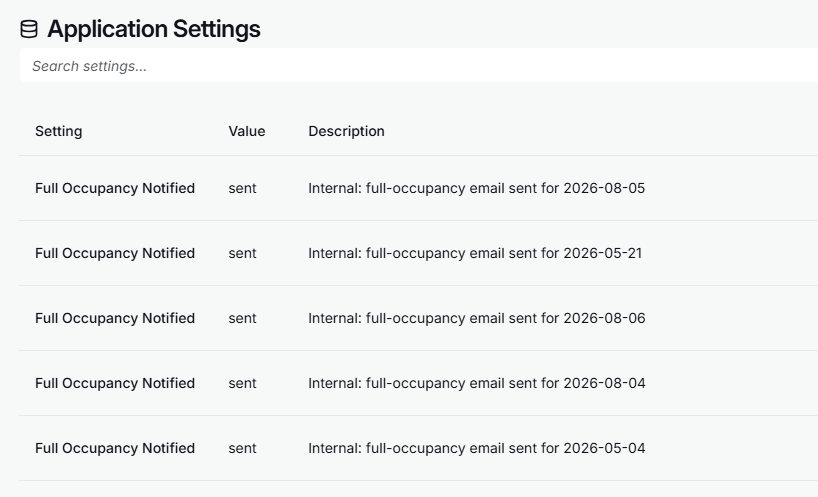 Application Settings
Search settings...
Setting Value Description
Full Occupancy Notified sent Internal: full-occupancy email sent for 2026-08-05
Full Occupancy Notified sent Internal: full-occupancy email sent for 2026-05-21
Full Occupancy Notified sent Internal: full-occupancy email sent for 2026-08-06
Full Occupancy Notified sent Internal: full-occupancy email sent for 2026-08-04
Full Occupancy Notified sent Internal: full-occupancy email sent for 2026-05-04